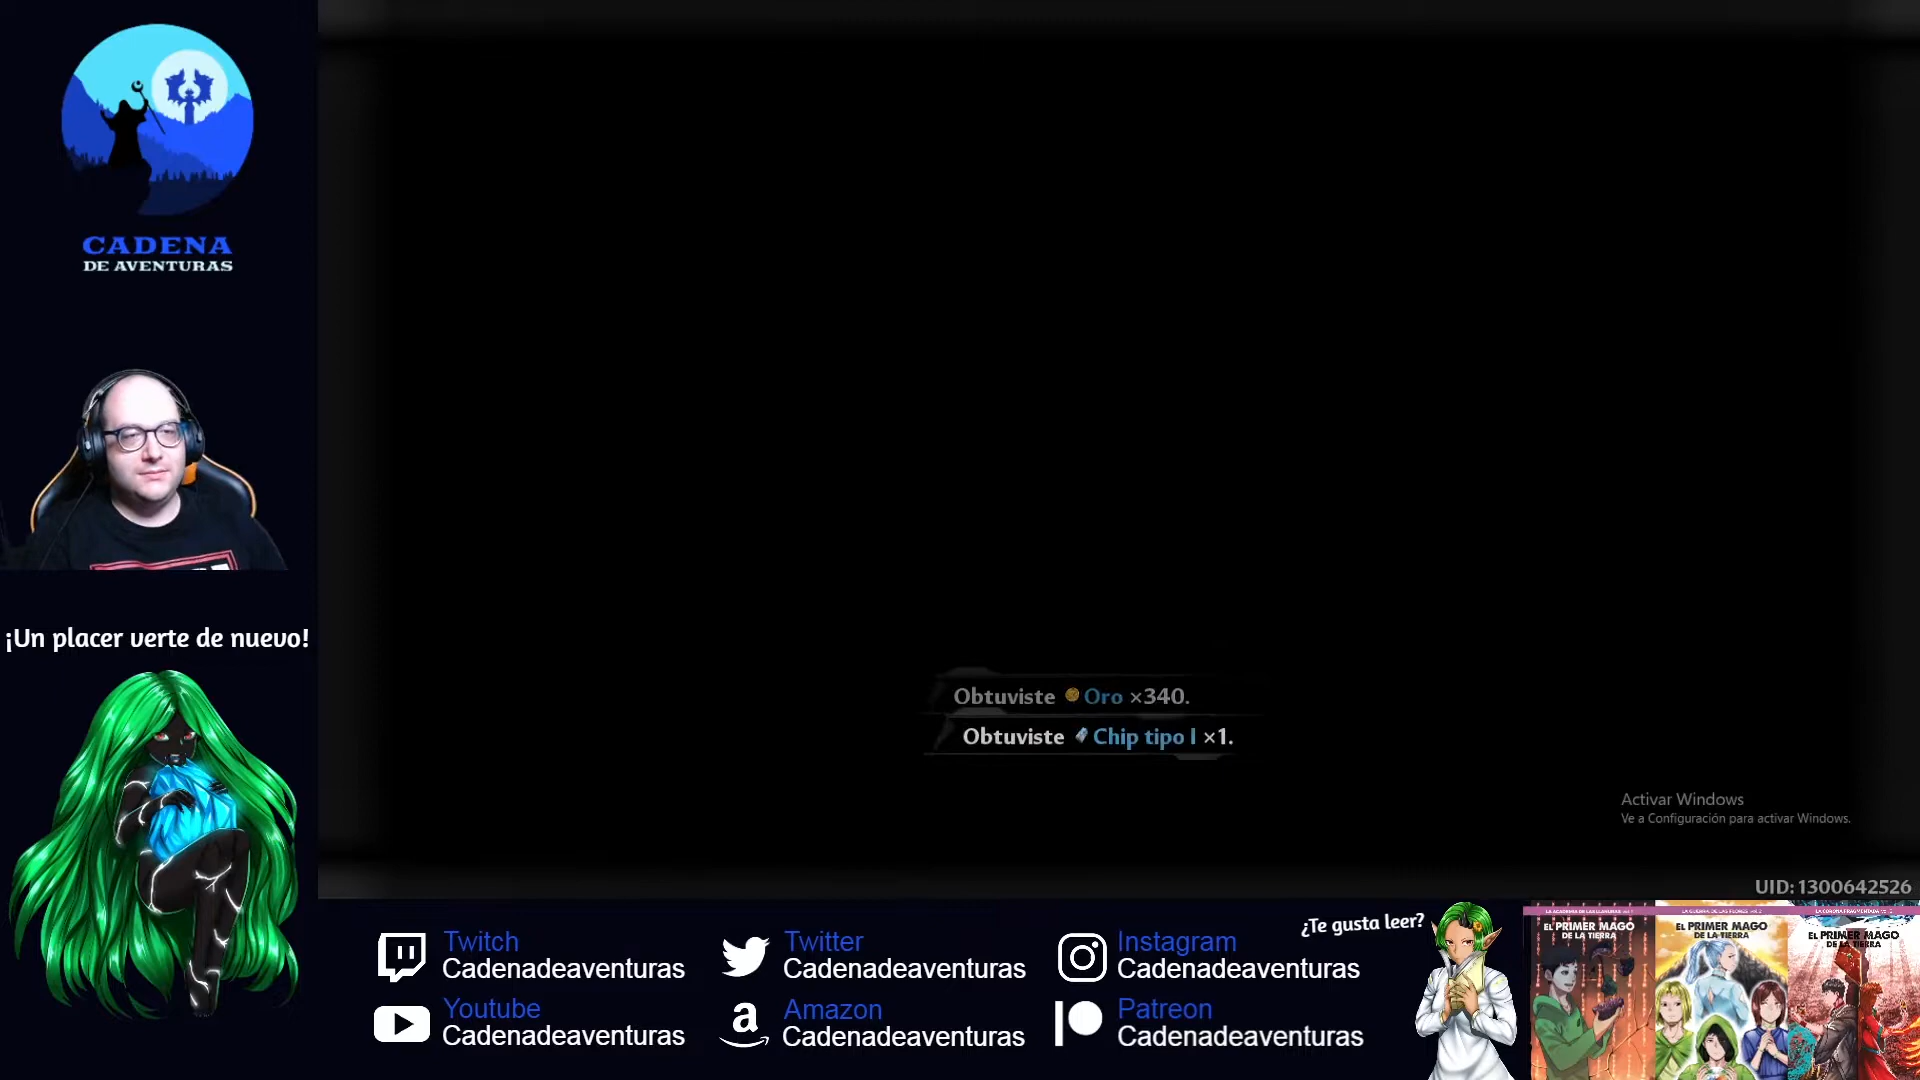 CADENA
DE AVENTURAS
¡Un placer verte de nuevo!
Obtuviste Oro ×340.
Obtuviste Chip tipo I ×1.
Activar Windows
Ve a Configuración para activar Windows.
UID: 1300642526
Twitch
Cadenadeaventuras
Twitter
Cadenadeaventuras
Instagram
Cadenadeaventuras
Youtube
Cadenadeaventuras
Amazon
Cadenadeaventuras
Patreon
Cadenadeaventuras
¿Te gusta leer?
EL PRIMER MAGO
DE LA TIERRA
EL PRIMER MAGO
DE LA TIERRA
EL PRIMER MAGO
DE LA TIERRA